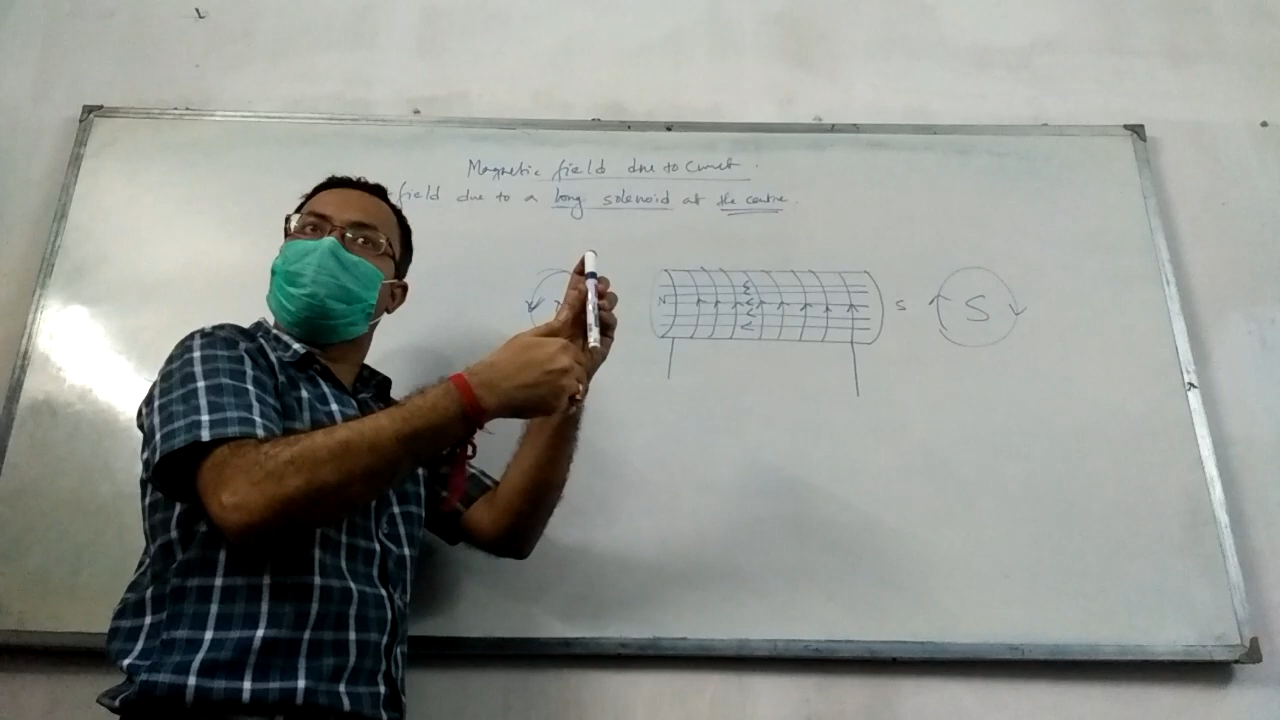 Magnetic field due to Current.
field due to a long solenoid at the centre.
N
S
S